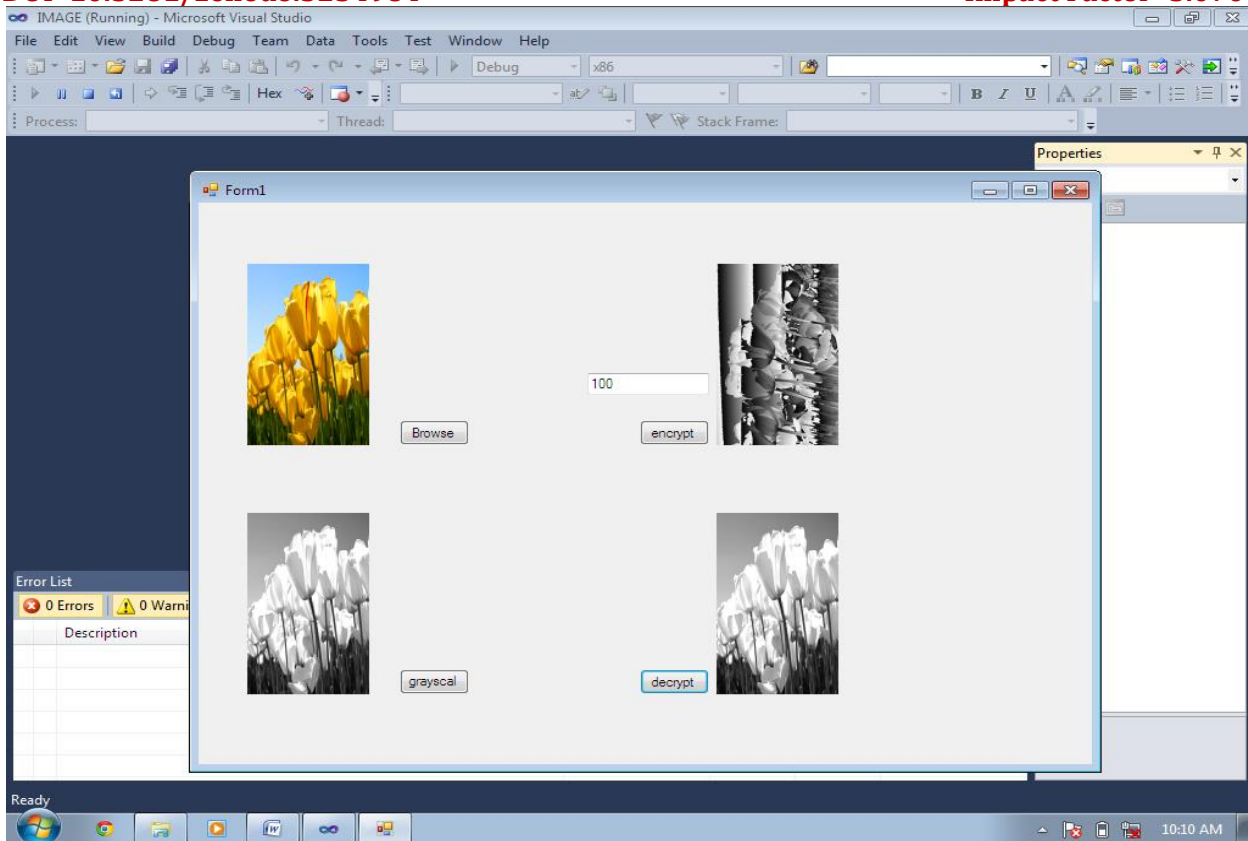 IMAGE (Running) - Microsoft Visual Studio
File Edit View Build Debug Team Data Tools Test Window Help
Debug x86
Hex B I U
Process: Thread: Stack Frame:
Properties
Form1
100
Browse
encrypt
Error List
0 Errors 0 Warni
Description
grayscal
decrypt
Ready
10:10 AM